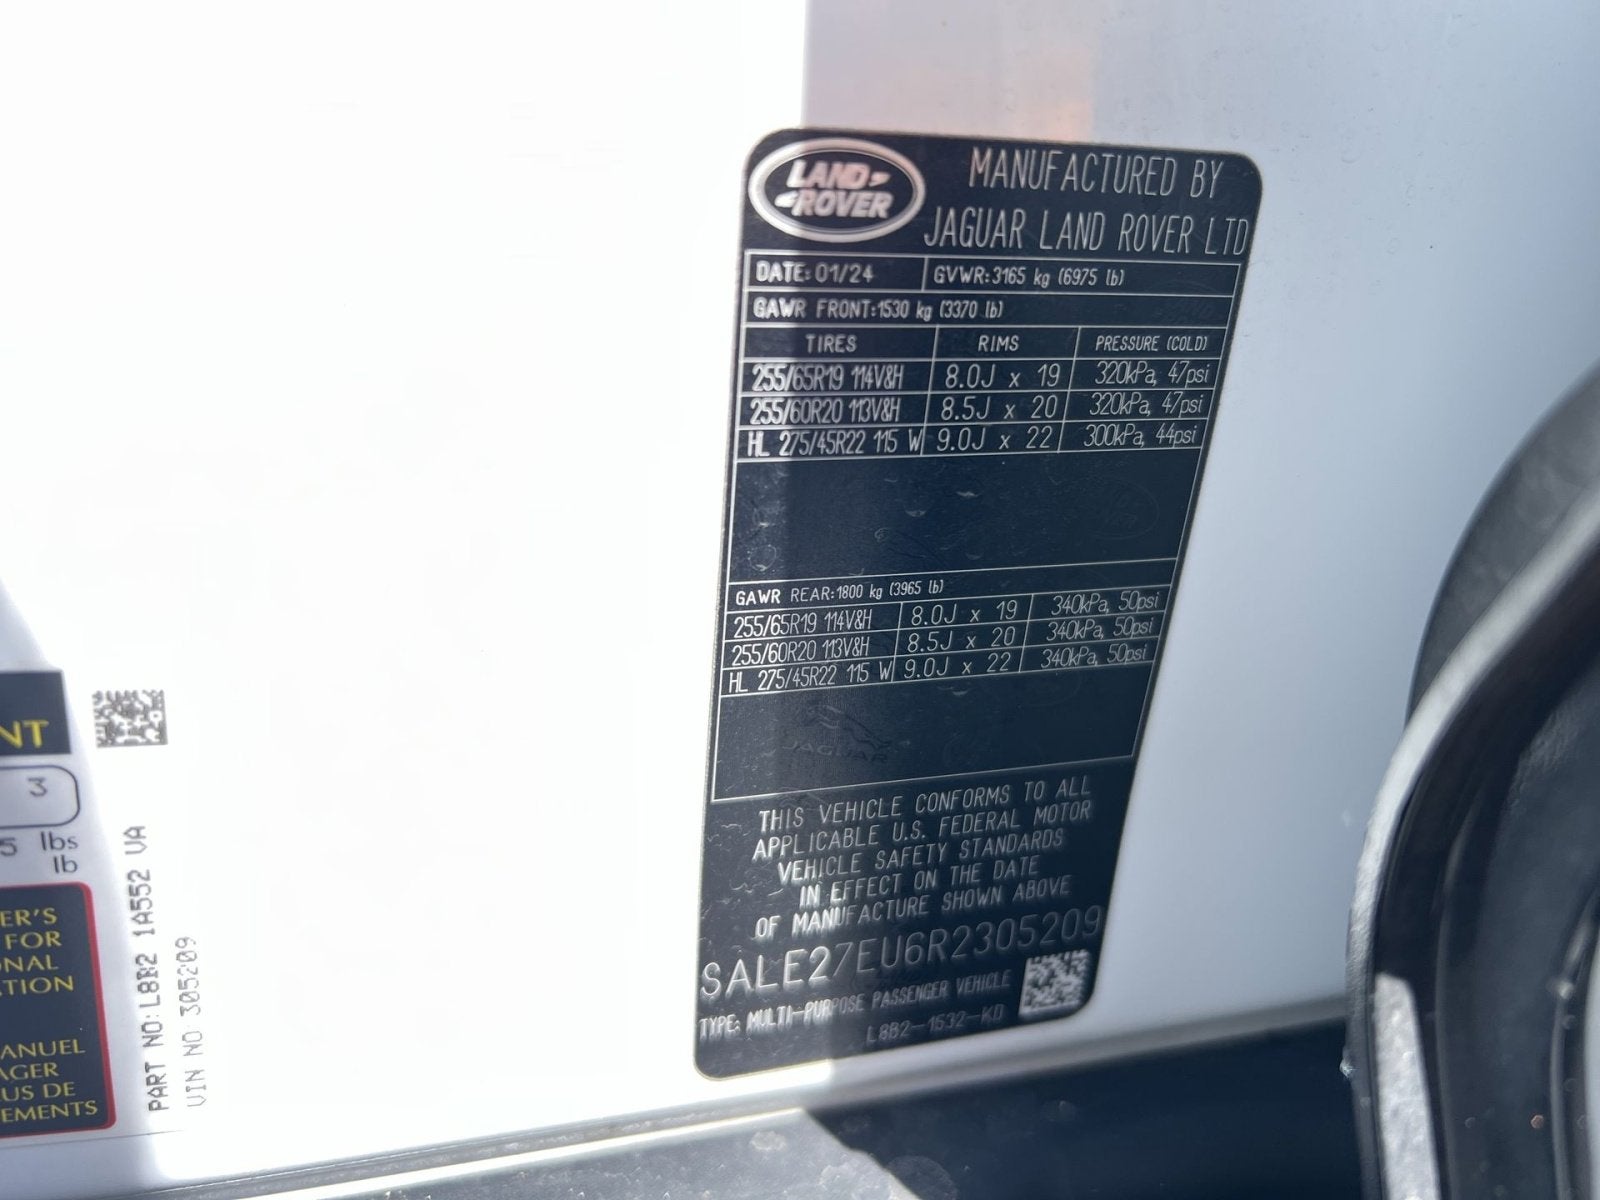 LAND
ROVER
MANUFACTURED BY
JAGUAR LAND ROVER LTD
DATE: 01/24 GVWR:3165 kg (6975 lb)
GAWR FRONT:1530 kg (3370 lb)
TIRES RIMS PRESSURE (COLD)
255/65R19 114V&H 8.0J x 19 320kPa, 47psi
255/60R20 113V&H 8.5J x 20 320kPa, 47psi
HL 275/45R22 115 W 9.0J x 22 300kPa, 44psi
GAWR REAR:1800 kg (3965 lb)
255/65R19 114V&H 8.0J x 19 340kPa, 50psi
255/60R20 113V&H 8.5J x 20 340kPa, 50psi
HL 275/45R22 115 W 9.0J x 22 340kPa, 50psi
JAGUAR
THIS VEHICLE CONFORMS TO ALL
APPLICABLE U.S. FEDERAL MOTOR
VEHICLE SAFETY STANDARDS
IN EFFECT ON THE DATE
OF MANUFACTURE SHOWN ABOVE
SALE27EU6R2305209
TYPE: MULTI-PURPOSE PASSENGER VEHICLE
L8B2-1532-KD
NT
3
5 lbs
lb
ER'S
FOR
ONAL
ATION
ANUEL
AGER
US DE
EMENTS
PART NO: L8B2 1A552 VA
VIN NO 305209